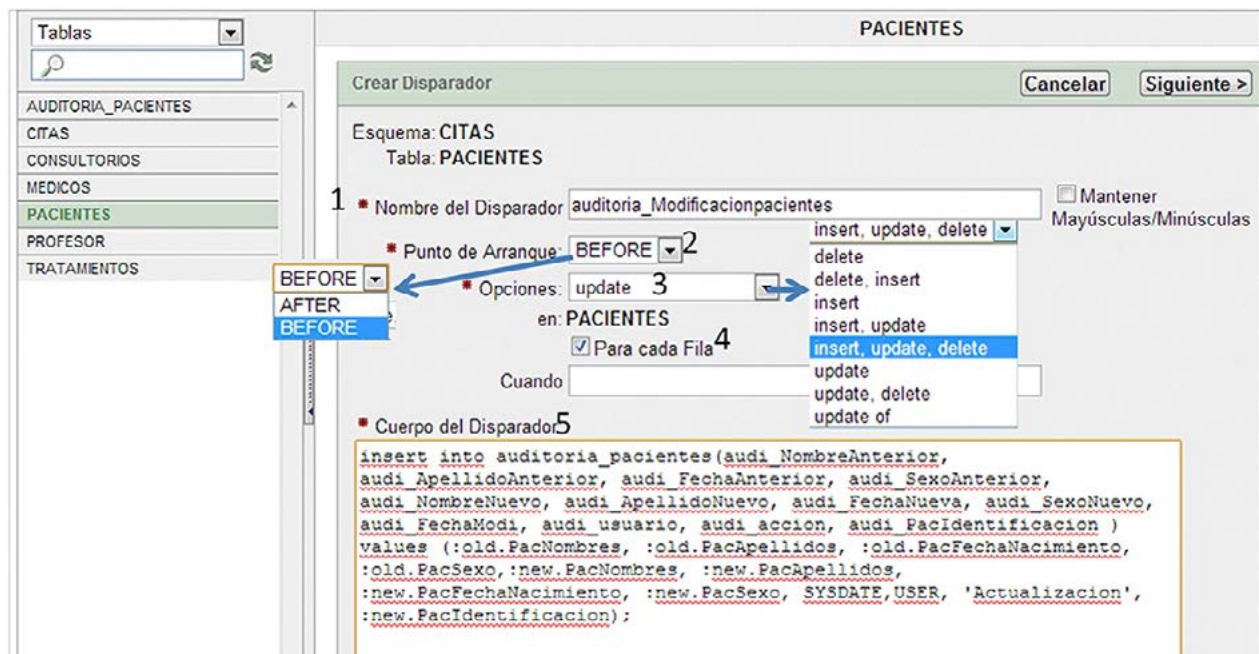 Tablas
PACIENTES
Crear Disparador
Cancelar
Siguiente >
AUDITORIA_PACIENTES
CITAS
CONSULTORIOS
MEDICOS
PACIENTES
PROFESOR
TRATAMIENTOS
Esquema: CITAS
Tabla: PACIENTES
1 * Nombre del Disparador auditoria_Modificacionpacientes
Mantener
Mayúsculas/Minúsculas
* Punto de Arranque: BEFORE 2
BEFORE
AFTER
BEFORE
* Opciones: update 3
insert, update, delete
delete
delete, insert
insert
insert, update
insert, update, delete
update
update, delete
update of
en: PACIENTES
Para cada Fila 4
Cuando
* Cuerpo del Disparador 5
insert into auditoria_pacientes(audi_NombreAnterior,
audi_ApellidoAnterior, audi_FechaAnterior, audi_SexoAnterior,
audi_NombreNuevo, audi_ApellidoNuevo, audi_FechaNueva, audi_SexoNuevo,
audi_FechaModi, audi_usuario, audi_accion, audi_PacIdentificacion )
values (:old.PacNombres, :old.PacApellidos, :old.PacFechaNacimiento,
:old.PacSexo,:new.PacNombres, :new.PacApellidos,
:new.PacFechaNacimiento, :new.PacSexo, SYSDATE,USER, 'Actualizacion',
:new.PacIdentificacion);